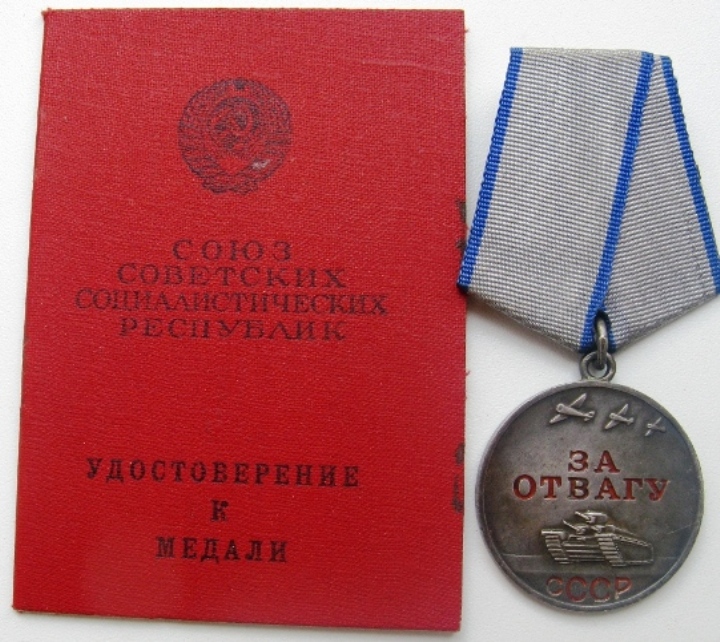 СОЮЗ
СОВЕТСКИХ
СОЦИАЛИСТИЧЕСКИХ
РЕСПУБЛИК
УДОСТОВЕРЕНИЕ
К
МЕДАЛИ
ЗА
ОТВАГУ
СССР